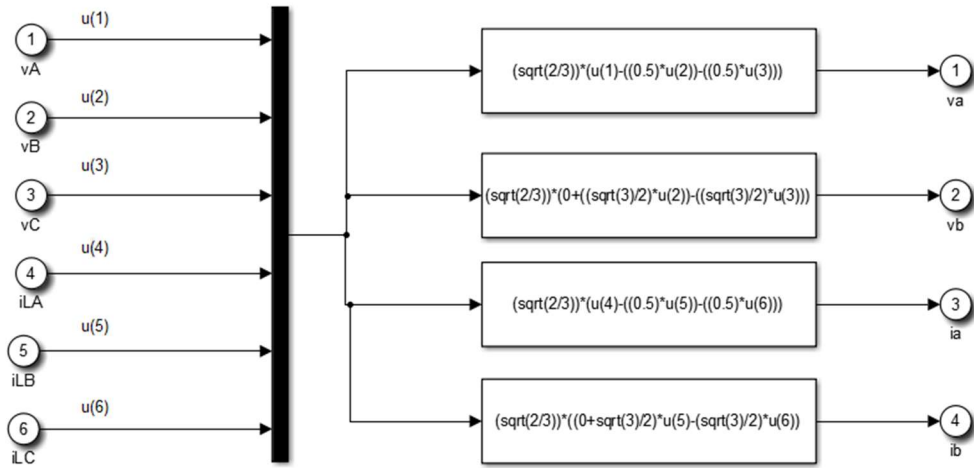 u(1)
1
vA
u(2)
2
vB
u(3)
3
vC
u(4)
4
iLA
u(5)
5
iLB
u(6)
6
iLC
(sqrt(2/3))*(u(1)-((0.5)*u(2))-((0.5)*u(3)))
1
va
(sqrt(2/3))*(0+((sqrt(3)/2)*u(2))-((sqrt(3)/2)*u(3)))
2
vb
(sqrt(2/3))*(u(4)-((0.5)*u(5))-((0.5)*u(6)))
3
ia
(sqrt(2/3))*((0+sqrt(3)/2)*u(5)-(sqrt(3)/2)*u(6))
4
ib